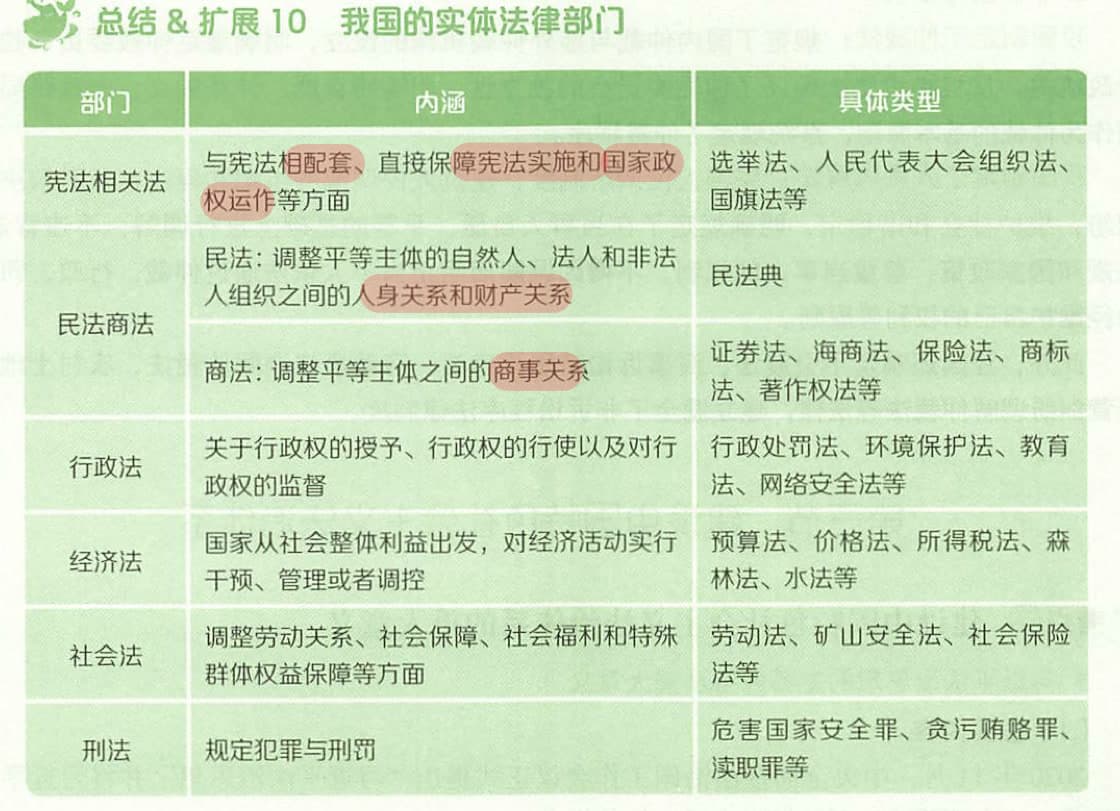 总结 & 扩展 10 我国的实体法律部门
部门 内涵 具体类型
宪法相关法
与宪法相配套、直接保障宪法实施和国家政
权运作等方面
选举法、人民代表大会组织法、
国旗法等
民法商法
民法：调整平等主体的自然人、法人和非法
人组织之间的人身关系和财产关系
民法典
商法：调整平等主体之间的商事关系
证券法、海商法、保险法、商标
法、著作权法等
行政法
关于行政权的授予、行政权的行使以及对行
政权的监督
行政处罚法、环境保护法、教育
法、网络安全法等
经济法
国家从社会整体利益出发，对经济活动实行
干预、管理或者调控
预算法、价格法、所得税法、森
林法、水法等
社会法
调整劳动关系、社会保障、社会福利和特殊
群体权益保障等方面
劳动法、矿山安全法、社会保险
法等
刑法
规定犯罪与刑罚
危害国家安全罪、贪污贿赂罪、
渎职罪等